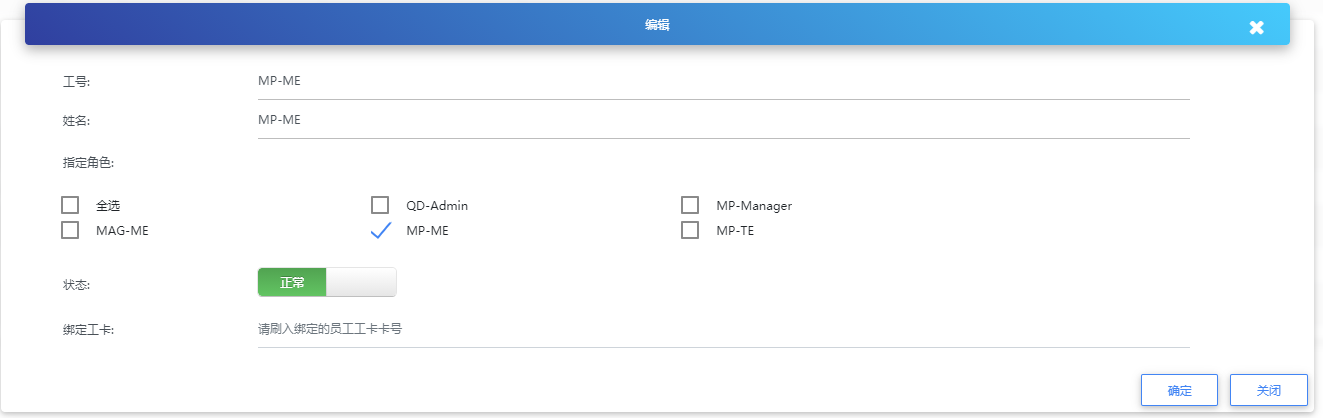 编辑
工号: MP-ME
姓名: MP-ME
指定角色:
全选 QD-Admin MP-Manager
MAG-ME MP-ME MP-TE
状态: 正常
绑定工卡: 请刷入绑定的员工工卡卡号
确定 关闭